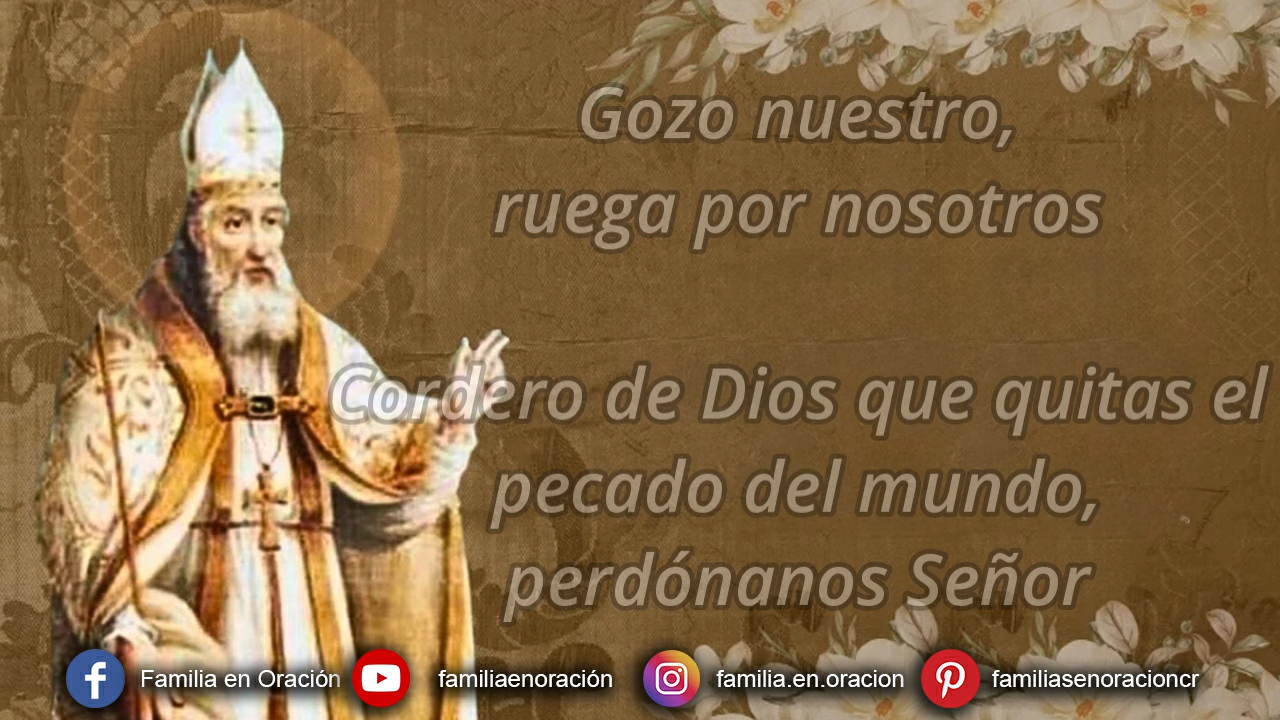 Gozo nuestro,
ruega por nosotros
Cordero de Dios que quitas el
pecado del mundo,
perdónanos Señor
Familia en Oración familiaenoración familia.en.oracion familiasenoracioncr